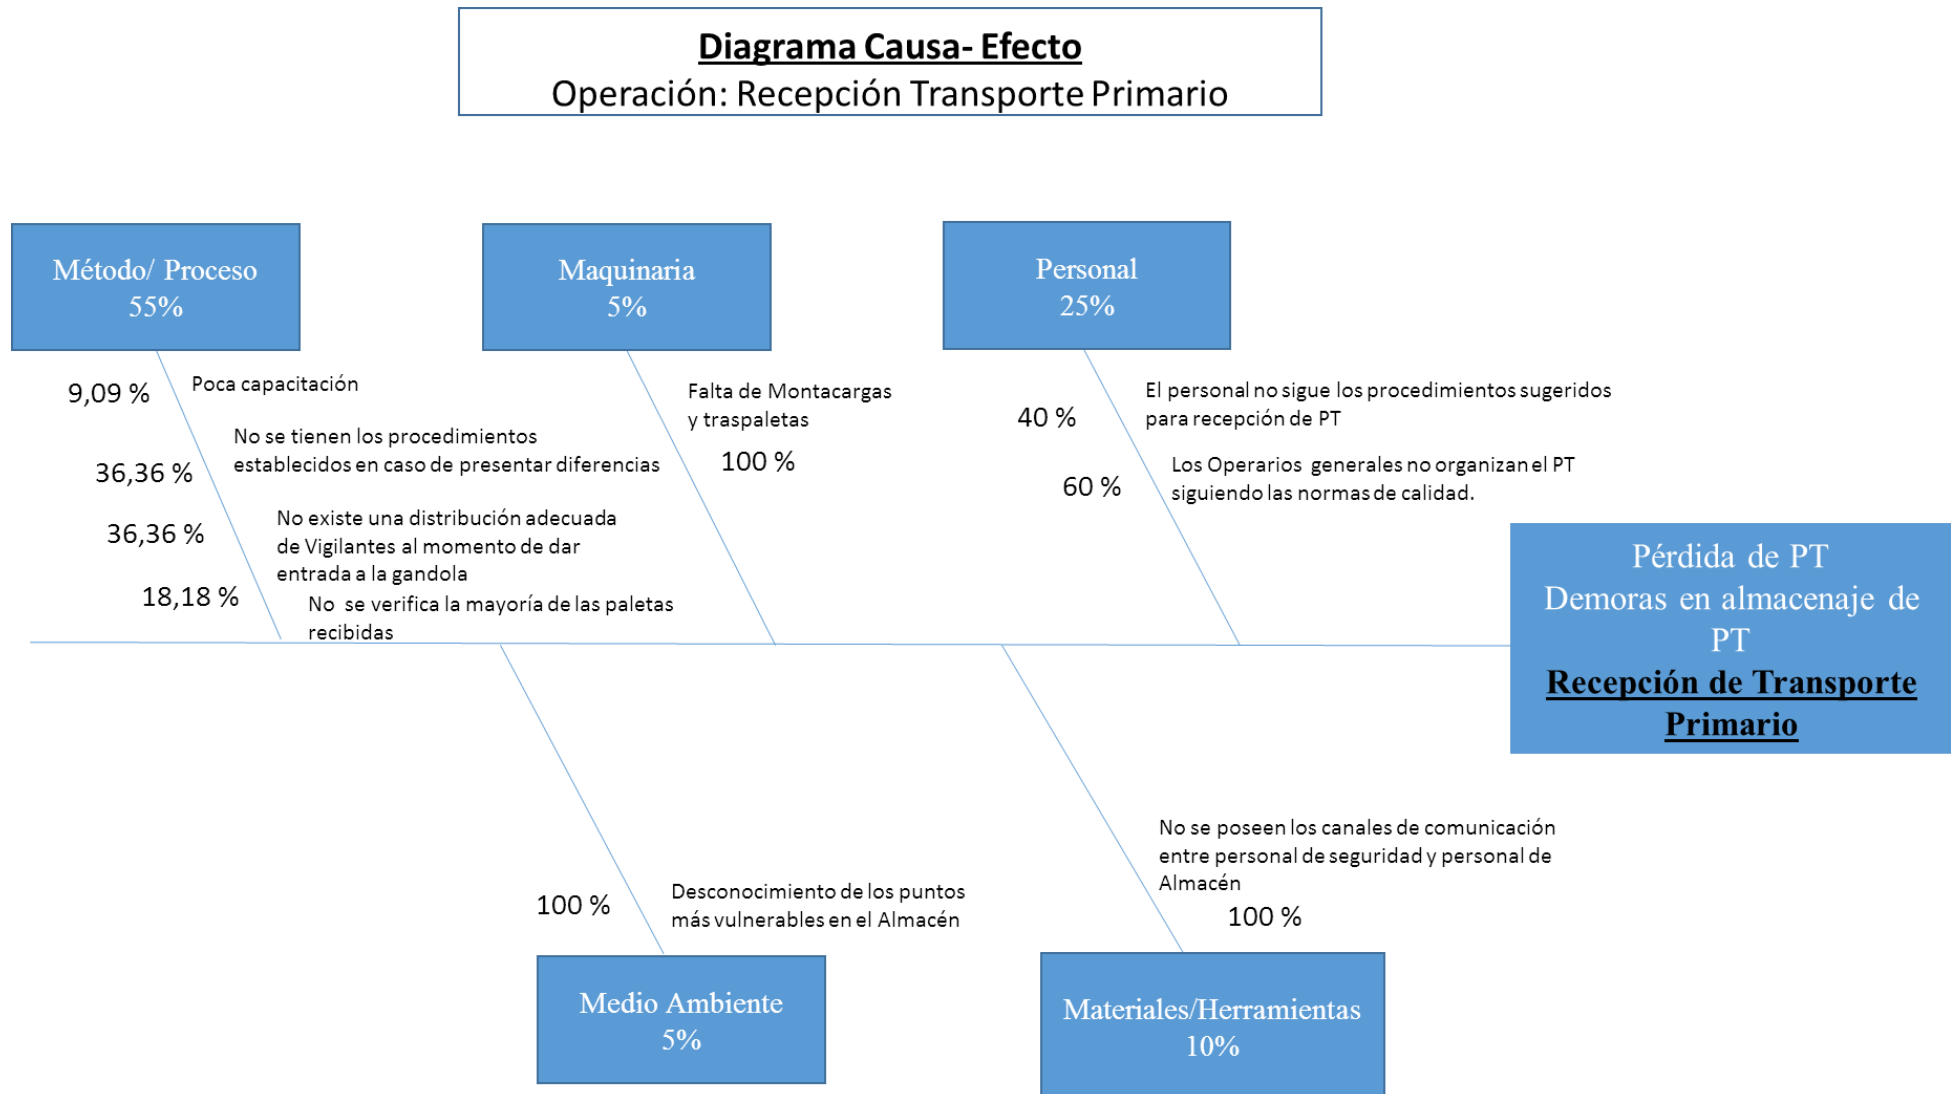 Diagrama Causa- Efecto
Operación: Recepción Transporte Primario
Método/ Proceso
55%
Maquinaria
5%
Personal
25%
9,09 %
Poca capacitación
36,36 %
No se tienen los procedimientos
establecidos en caso de presentar diferencias
36,36 %
No existe una distribución adecuada
de Vigilantes al momento de dar
entrada a la gandola
18,18 %
No se verifica la mayoría de las paletas
recibidas
Falta de Montacargas
y traspaletas
100 %
40 %
El personal no sigue los procedimientos sugeridos
para recepción de PT
60 %
Los Operarios generales no organizan el PT
siguiendo las normas de calidad.
Pérdida de PT
Demoras en almacenaje de
PT
Recepción de Transporte
Primario
100 %
Desconocimiento de los puntos
más vulnerables en el Almacén
Medio Ambiente
5%
No se poseen los canales de comunicación
entre personal de seguridad y personal de
Almacén
100 %
Materiales/Herramientas
10%